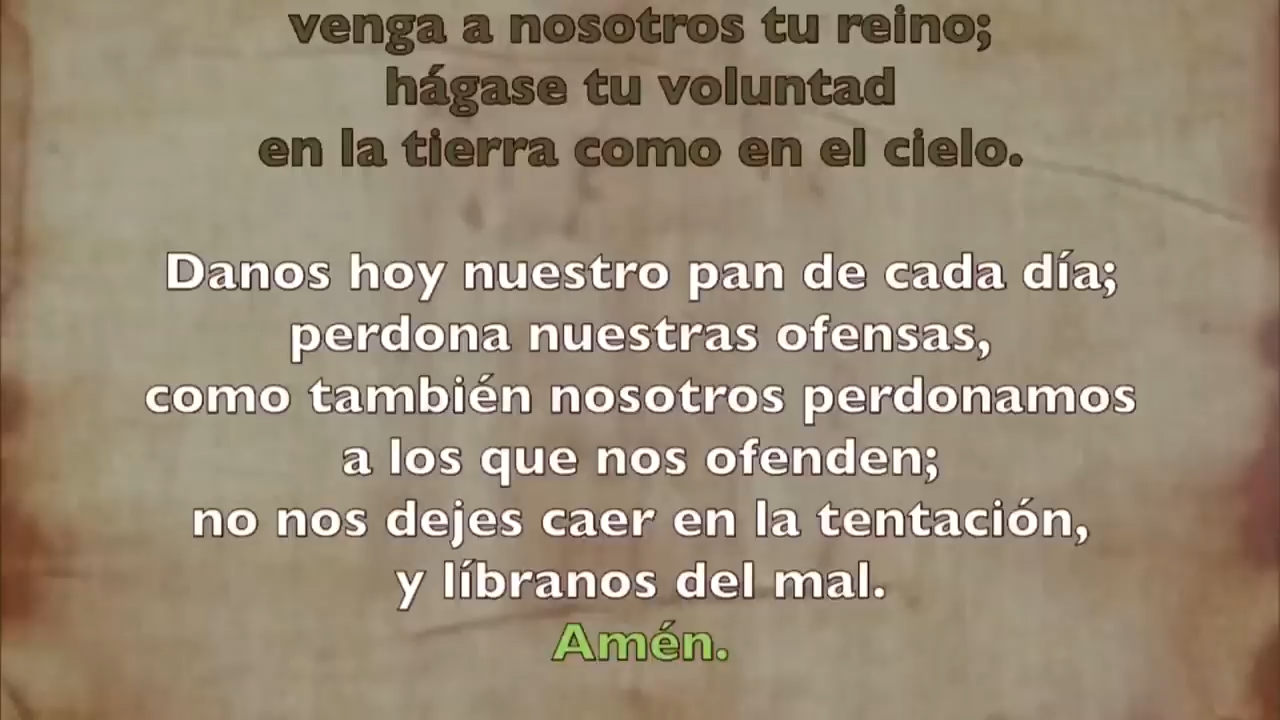 venga a nosotros tu reino;
hágase tu voluntad
en la tierra como en el cielo.
Danos hoy nuestro pan de cada día;
perdona nuestras ofensas,
como también nosotros perdonamos
a los que nos ofenden;
no nos dejes caer en la tentación,
y líbranos del mal.
Amén.